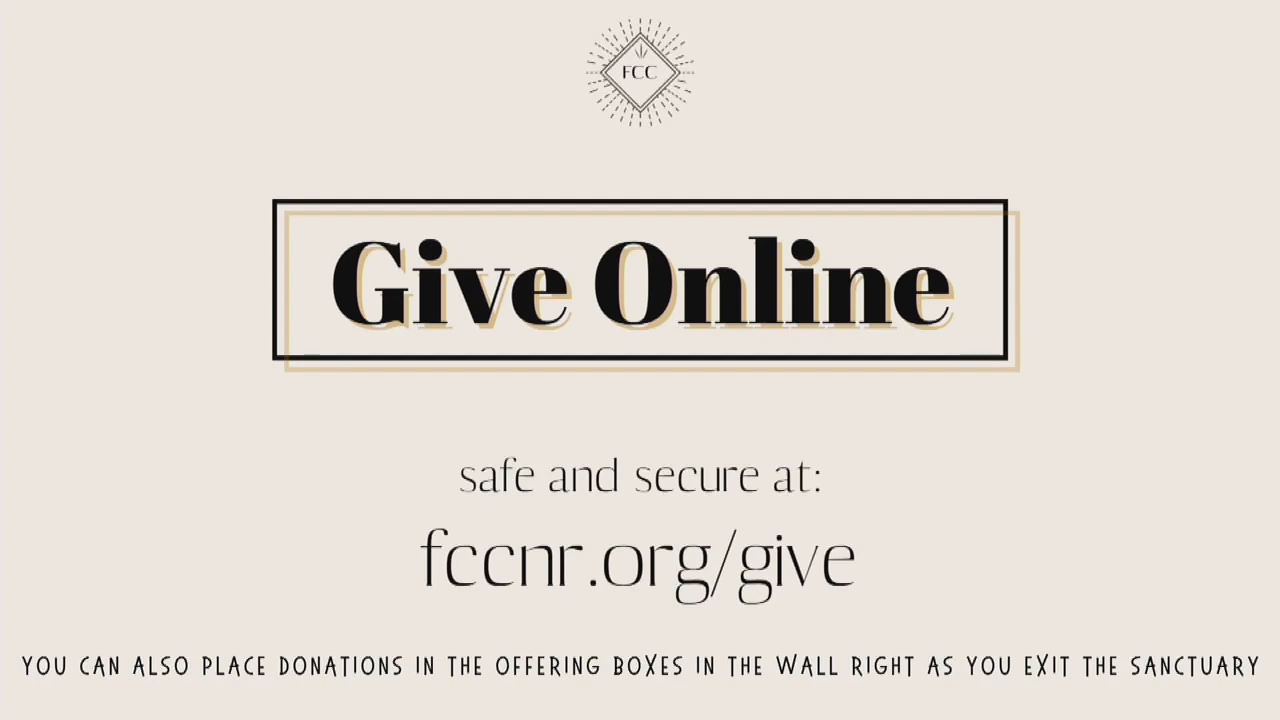 FCC
Give Online
safe and secure at:
fccnr.org/give
YOU CAN ALSO PLACE DONATIONS IN THE OFFERING BOXES IN THE WALL RIGHT AS YOU EXIT THE SANCTUARY